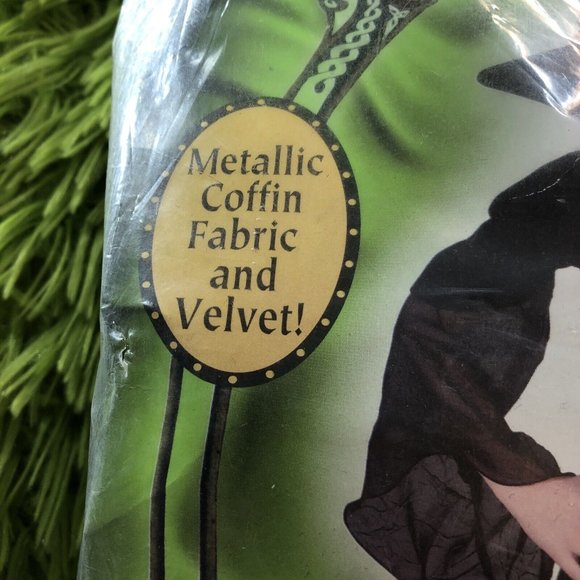 Metallic
Coffin
Fabric
and
Velvet!